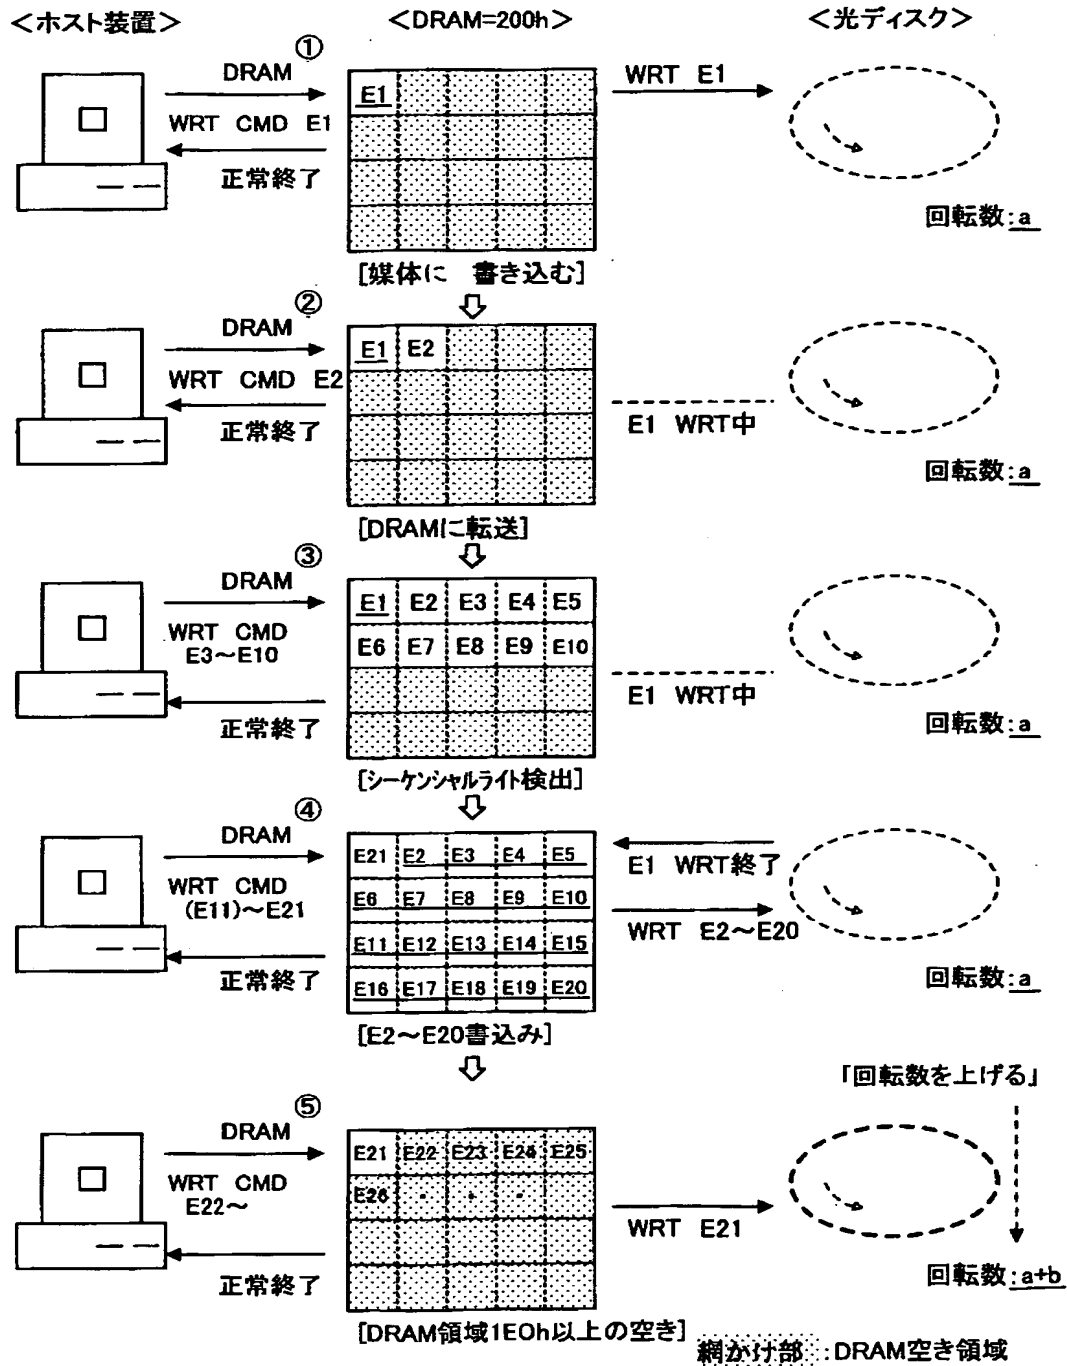 <ホスト装置>
<DRAM=200h>
<光ディスク>
①
DRAM
WRT CMD E1
正常終了
E1
WRT E1
回転数:a
[媒体に 書き込む]
②
DRAM
WRT CMD E2
正常終了
E1 E2
E1 WRT中
回転数:a
[DRAMに転送]
③
DRAM
WRT CMD
E3～E10
正常終了
E1 E2 E3 E4 E5
E6 E7 E8 E9 E10
E1 WRT中
回転数:a
[シーケンシャルライト検出]
④
DRAM
WRT CMD
(E11)～E21
正常終了
E21 E2 E3 E4 E5
E6 E7 E8 E9 E10
E11 E12 E13 E14 E15
E16 E17 E18 E19 E20
E1 WRT終了
WRT E2～E20
回転数:a
[E2～E20書込み]
「回転数を上げる」
⑤
DRAM
WRT CMD
E22～
正常終了
E21 E22 E23 E24 E25
E26 ・ ・ ・
WRT E21
回転数:a+b
[DRAM領域1E0h以上の空き]
網かけ部:DRAM空き領域